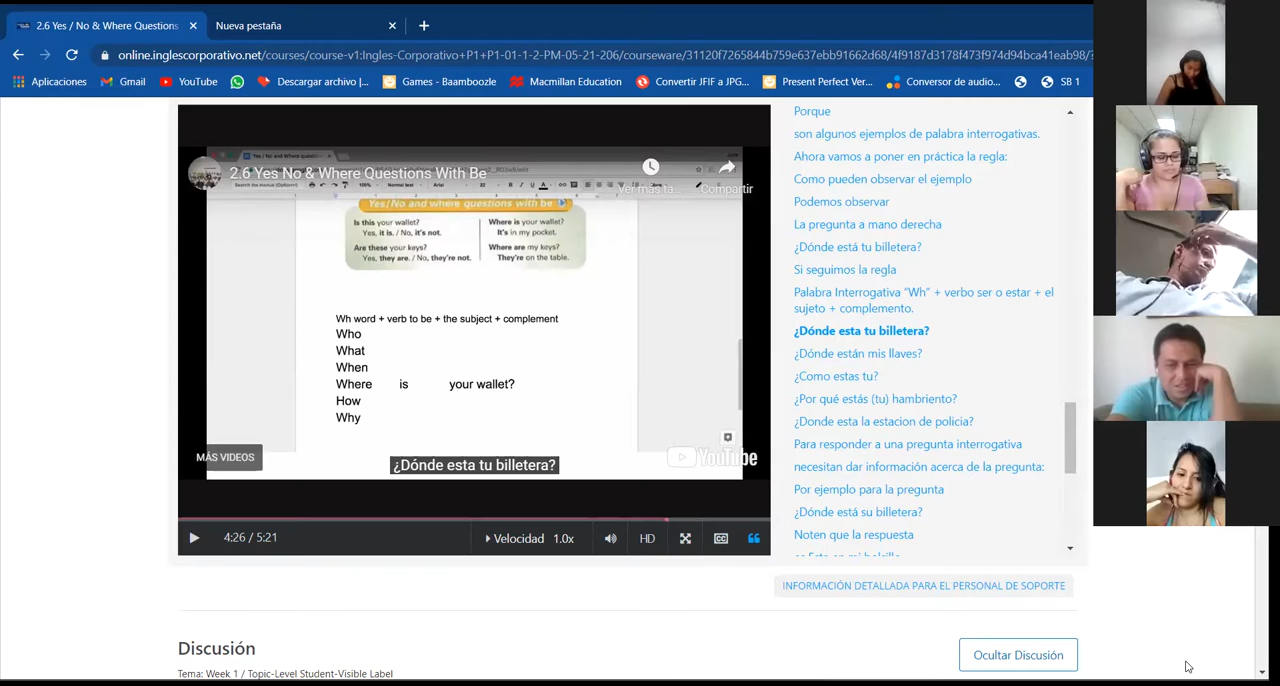 2.6 Yes / No & Where Questions
Nueva pestaña
online.inglescorporativo.net/courses/course-v1:Ingles-Corporativo+P1+P1-01-1-2-PM-05-21-206/courseware/31120f7265844b759e637ebb91662d68/4f9187d3178f473f974d94bca41eab98/?
Aplicaciones
Gmail
YouTube
Descargar archivo |...
Games - Baamboozle
Macmillan Education
Convertir JFIF a JPG...
Present Perfect Ver...
Conversor de audio...
SB 1
2.6 Yes No & Where Questions With Be
Ver más ta...
Compartir
Yes/No and where questions with be
Is this your wallet?
Yes, it is. / No, it's not.
Are these your keys?
Yes, they are. / No, they're not.
Where is your wallet?
It's in my pocket.
Where are my keys?
They're on the table.
Wh word + verb to be + the subject + complement
Who
What
When
Where is your wallet?
How
Why
MÁS VIDEOS
¿Dónde esta tu billetera?
YouTube
4:26 / 5:21
Velocidad 1.0x
HD
Porque
son algunos ejemplos de palabra interrogativas.
Ahora vamos a poner en práctica la regla:
Como pueden observar el ejemplo
Podemos observar
La pregunta a mano derecha
¿Dónde está tu billetera?
Si seguimos la regla
Palabra Interrogativa “Wh” + verbo ser o estar + el
sujeto + complemento.
¿Dónde esta tu billetera?
¿Dónde están mis llaves?
¿Como estas tu?
¿Por qué estás (tu) hambriento?
¿Donde esta la estacion de policia?
Para responder a una pregunta interrogativa
necesitan dar información acerca de la pregunta:
Por ejemplo para la pregunta
¿Dónde está su billetera?
Noten que la respuesta
es Esta en mi bolsillo
INFORMACIÓN DETALLADA PARA EL PERSONAL DE SOPORTE
Discusión
Ocultar Discusión
Tema: Week 1 / Topic-Level Student-Visible Label